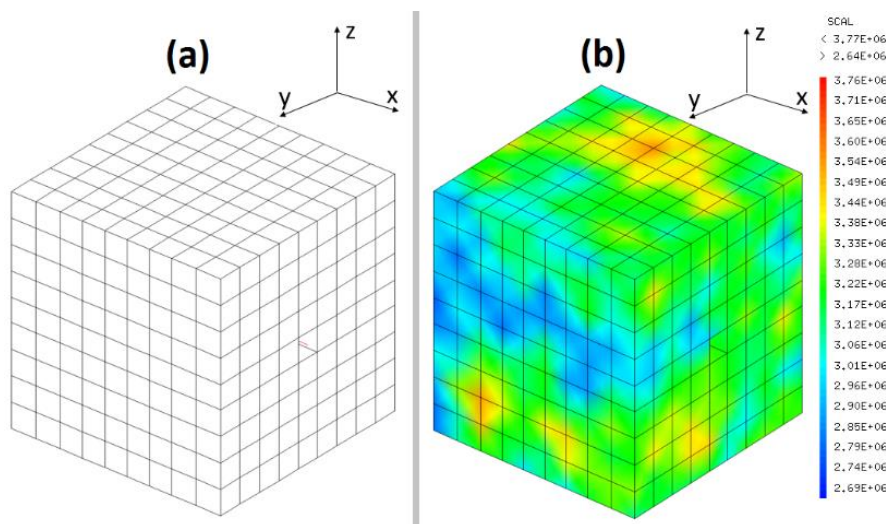 (a)
z
y
x
(b)
z
y
x
SCAL
< 3.77E+06
> 2.64E+06
3.76E+06
3.71E+06
3.65E+06
3.60E+06
3.54E+06
3.49E+06
3.44E+06
3.38E+06
3.33E+06
3.28E+06
3.22E+06
3.17E+06
3.12E+06
3.06E+06
3.01E+06
2.96E+06
2.90E+06
2.85E+06
2.79E+06
2.74E+06
2.69E+06